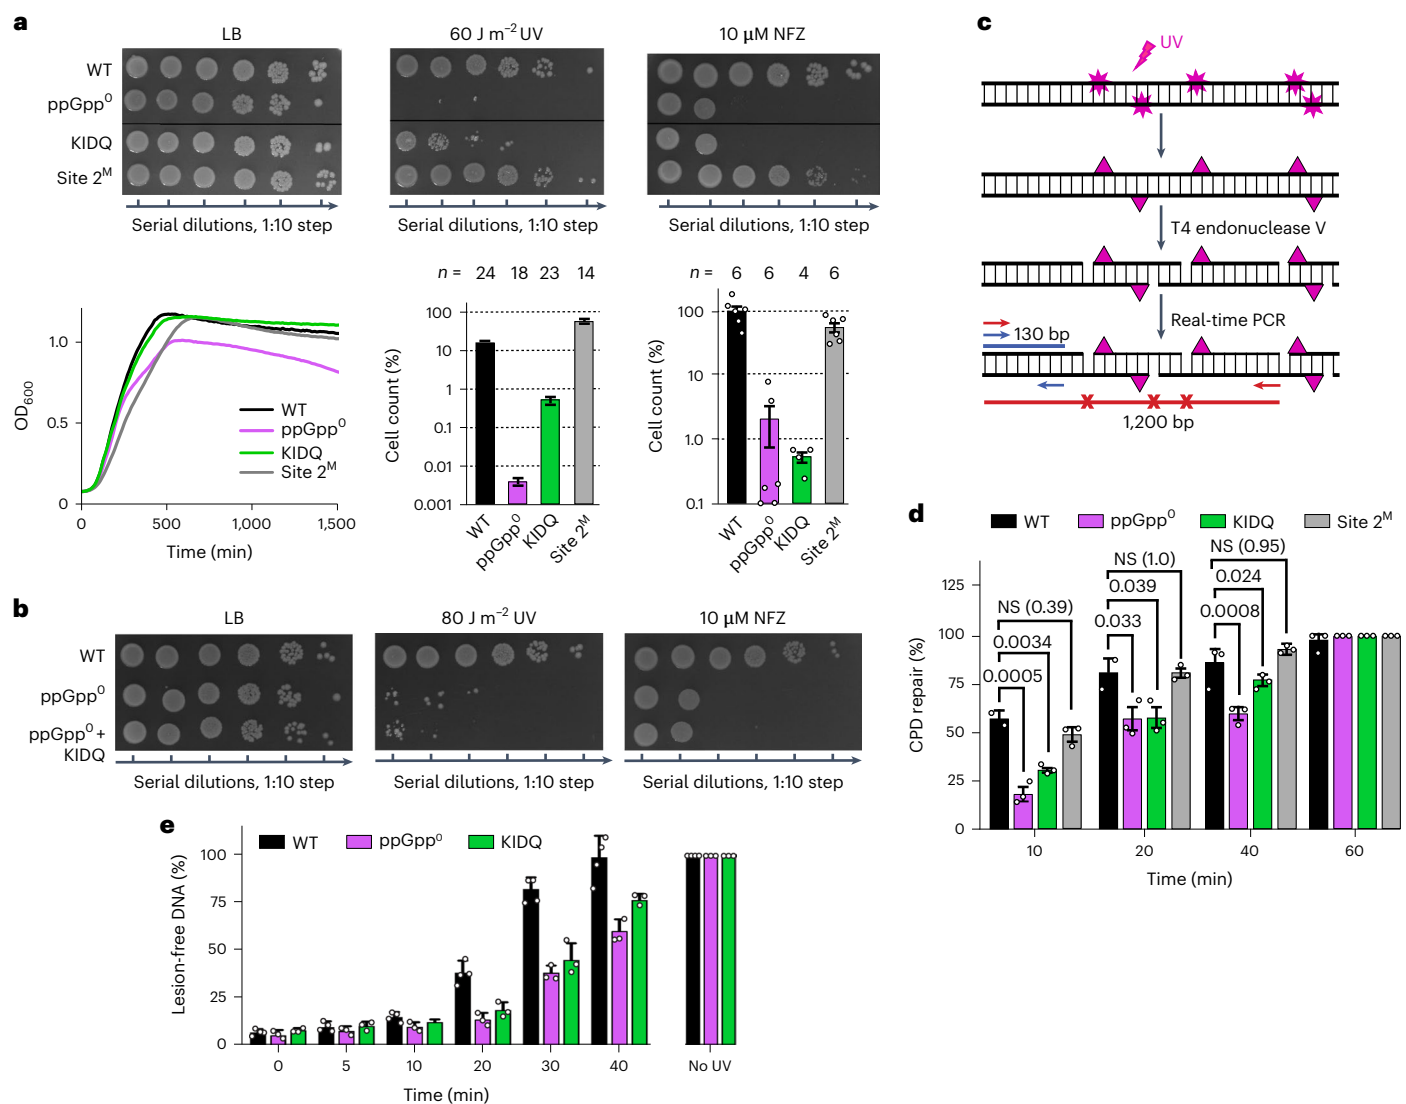 a
LB
60 J m⁻² UV
10 μM NFZ
WT
ppGpp⁰
KIDQ
Site 2ᴹ
Serial dilutions, 1:10 step
Serial dilutions, 1:10 step
Serial dilutions, 1:10 step
OD₆₀₀
1.0
0.5
0
0
500
1,000
1,500
Time (min)
WT
ppGpp⁰
KIDQ
Site 2ᴹ
n =
24
18
23
14
Cell count (%)
100
10
1
0.1
0.01
0.001
WT
ppGpp⁰
KIDQ
Site 2ᴹ
n =
6
6
4
6
Cell count (%)
100
10
1.0
0.1
WT
ppGpp⁰
KIDQ
Site 2ᴹ
b
LB
80 J m⁻² UV
10 μM NFZ
WT
ppGpp⁰
ppGpp⁰ +
KIDQ
Serial dilutions, 1:10 step
Serial dilutions, 1:10 step
Serial dilutions, 1:10 step
c
UV
T4 endonuclease V
Real-time PCR
130 bp
1,200 bp
d
WT
ppGpp⁰
KIDQ
Site 2ᴹ
CPD repair (%)
125
100
75
50
25
0
NS (0.39)
0.0034
0.0005
NS (1.0)
0.039
0.033
NS (0.95)
0.024
0.0008
10
20
40
60
Time (min)
e
WT
ppGpp⁰
KIDQ
Lesion-free DNA (%)
100
75
50
25
0
0
5
10
20
30
40
No UV
Time (min)